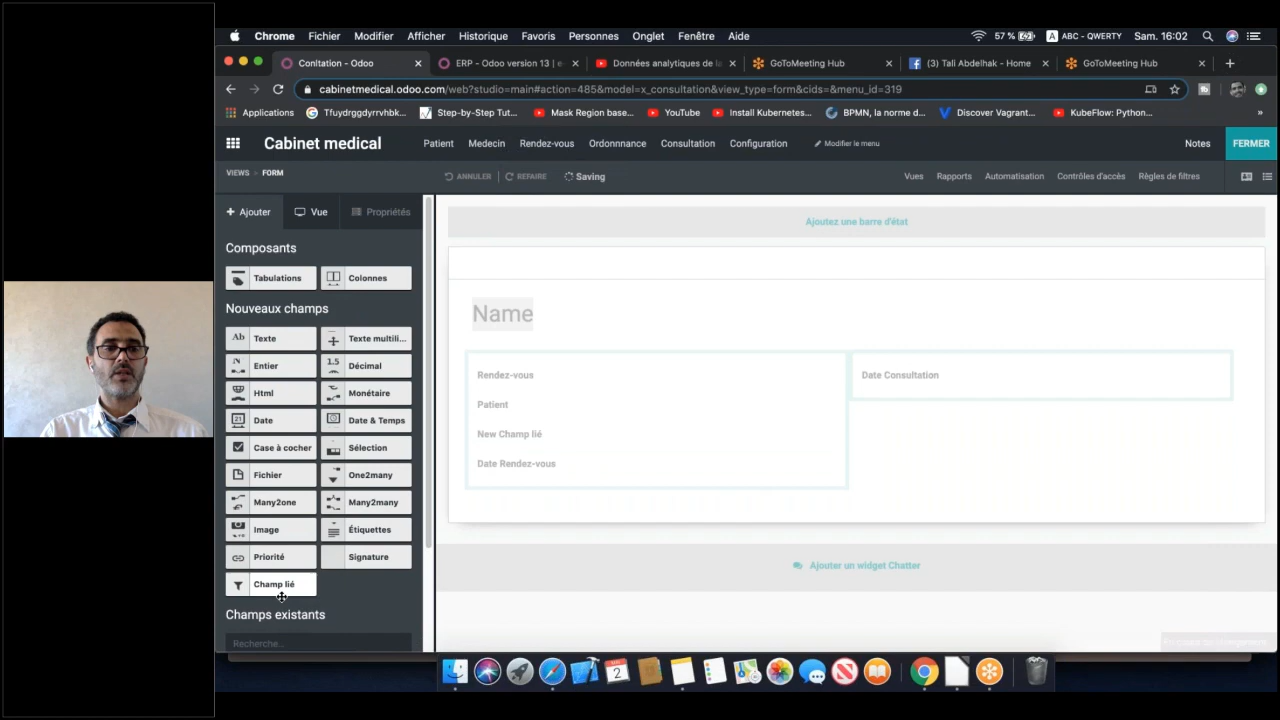 Chrome Fichier Modifier Afficher Historique Favoris Personnes Onglet Fenêtre Aide 57 % A ABC - QWERTY Sam. 16:02
Conltation - Odoo ERP - Odoo version 13 | e Données analytiques de la GoToMeeting Hub (3) Tali Abdelhak - Home GoToMeeting Hub
cabinetmedical.odoo.com/web?studio=main#action=485&model=x_consultation&view_type=form&cids=&menu_id=319
Applications Tfuydrggdyrrvhbk... Step-by-Step Tut... Mask Region base... YouTube Install Kubernetes... BPMN, la norme d... Discover Vagrant... KubeFlow: Python... »
Cabinet medical Patient Medecin Rendez-vous Ordonnnance Consultation Configuration Modifier le menu Notes FERMER
VIEWS > FORM ANNULER REFAIRE Saving Vues Rapports Automatisation Contrôles d'accès Règles de filtres
+ Ajouter Vue Propriétés
Ajoutez une barre d'état
Composants
Tabulations Colonnes
Nouveaux champs
Texte Texte multili...
Entier Décimal
Html Monétaire
Date Date & Temps
Case à cocher Sélection
Fichier One2many
Many2one Many2many
Image Étiquettes
Priorité Signature
Champ lié
Champs existants
Recherche...
Name
Rendez-vous
Patient
New Champ lié
Date Rendez-vous
Date Consultation
Ajouter un widget Chatter